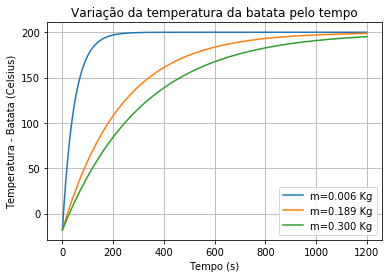 Variação da temperatura da batata pelo tempo
Temperatura - Batata (Celsius)
200
150
100
50
0
m=0.006 Kg
m=0.189 Kg
m=0.300 Kg
0 200 400 600 800 1000 1200
Tempo (s)